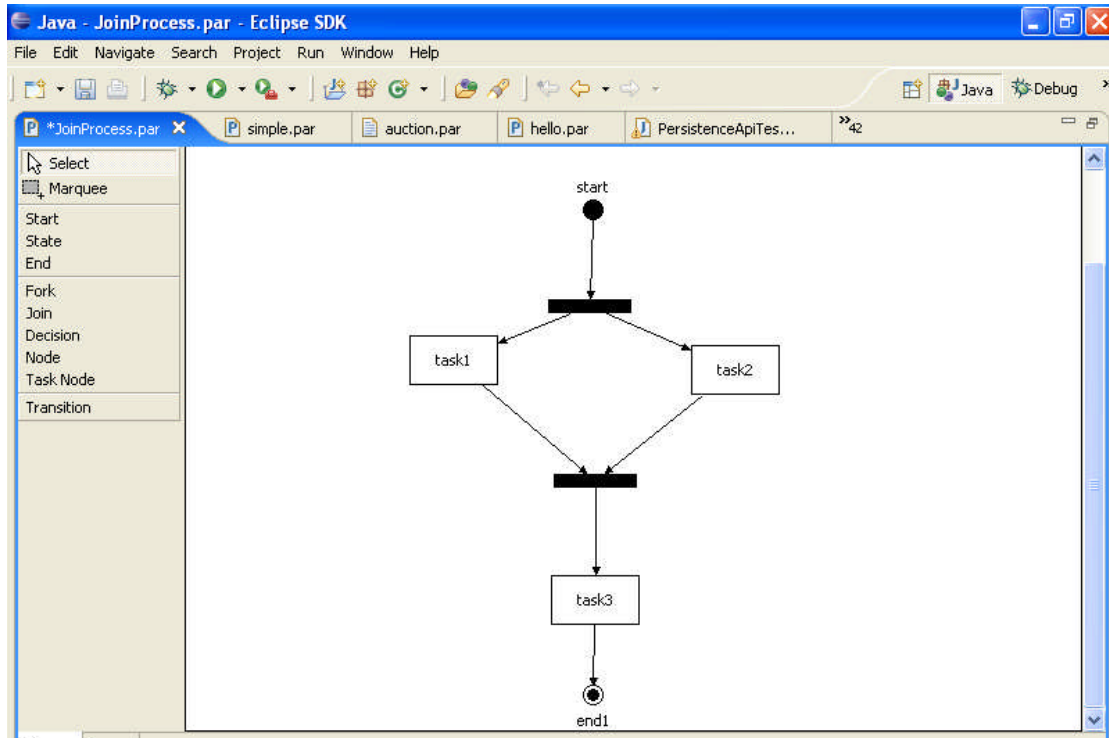 Java - JoinProcess.par - Eclipse SDK
File Edit Navigate Search Project Run Window Help
Java Debug »
*JoinProcess.par simple.par auction.par hello.par PersistenceApiTes... »42
Select
Marquee
Start
State
End
Fork
Join
Decision
Node
Task Node
Transition
start
task1
task2
task3
end1